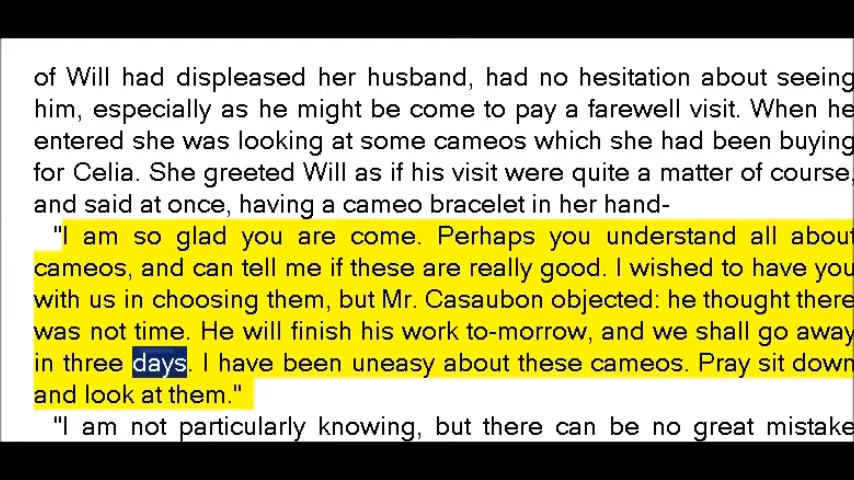 of Will had displeased her husband, had no hesitation about seeing
him, especially as he might be come to pay a farewell visit. When he
entered she was looking at some cameos which she had been buying
for Celia. She greeted Will as if his visit were quite a matter of course,
and said at once, having a cameo bracelet in her hand-
"I am so glad you are come. Perhaps you understand all about
cameos, and can tell me if these are really good. I wished to have you
with us in choosing them, but Mr. Casaubon objected: he thought there
was not time. He will finish his work to-morrow, and we shall go away
in three days. I have been uneasy about these cameos. Pray sit down
and look at them."
"I am not particularly knowing, but there can be no great mistake